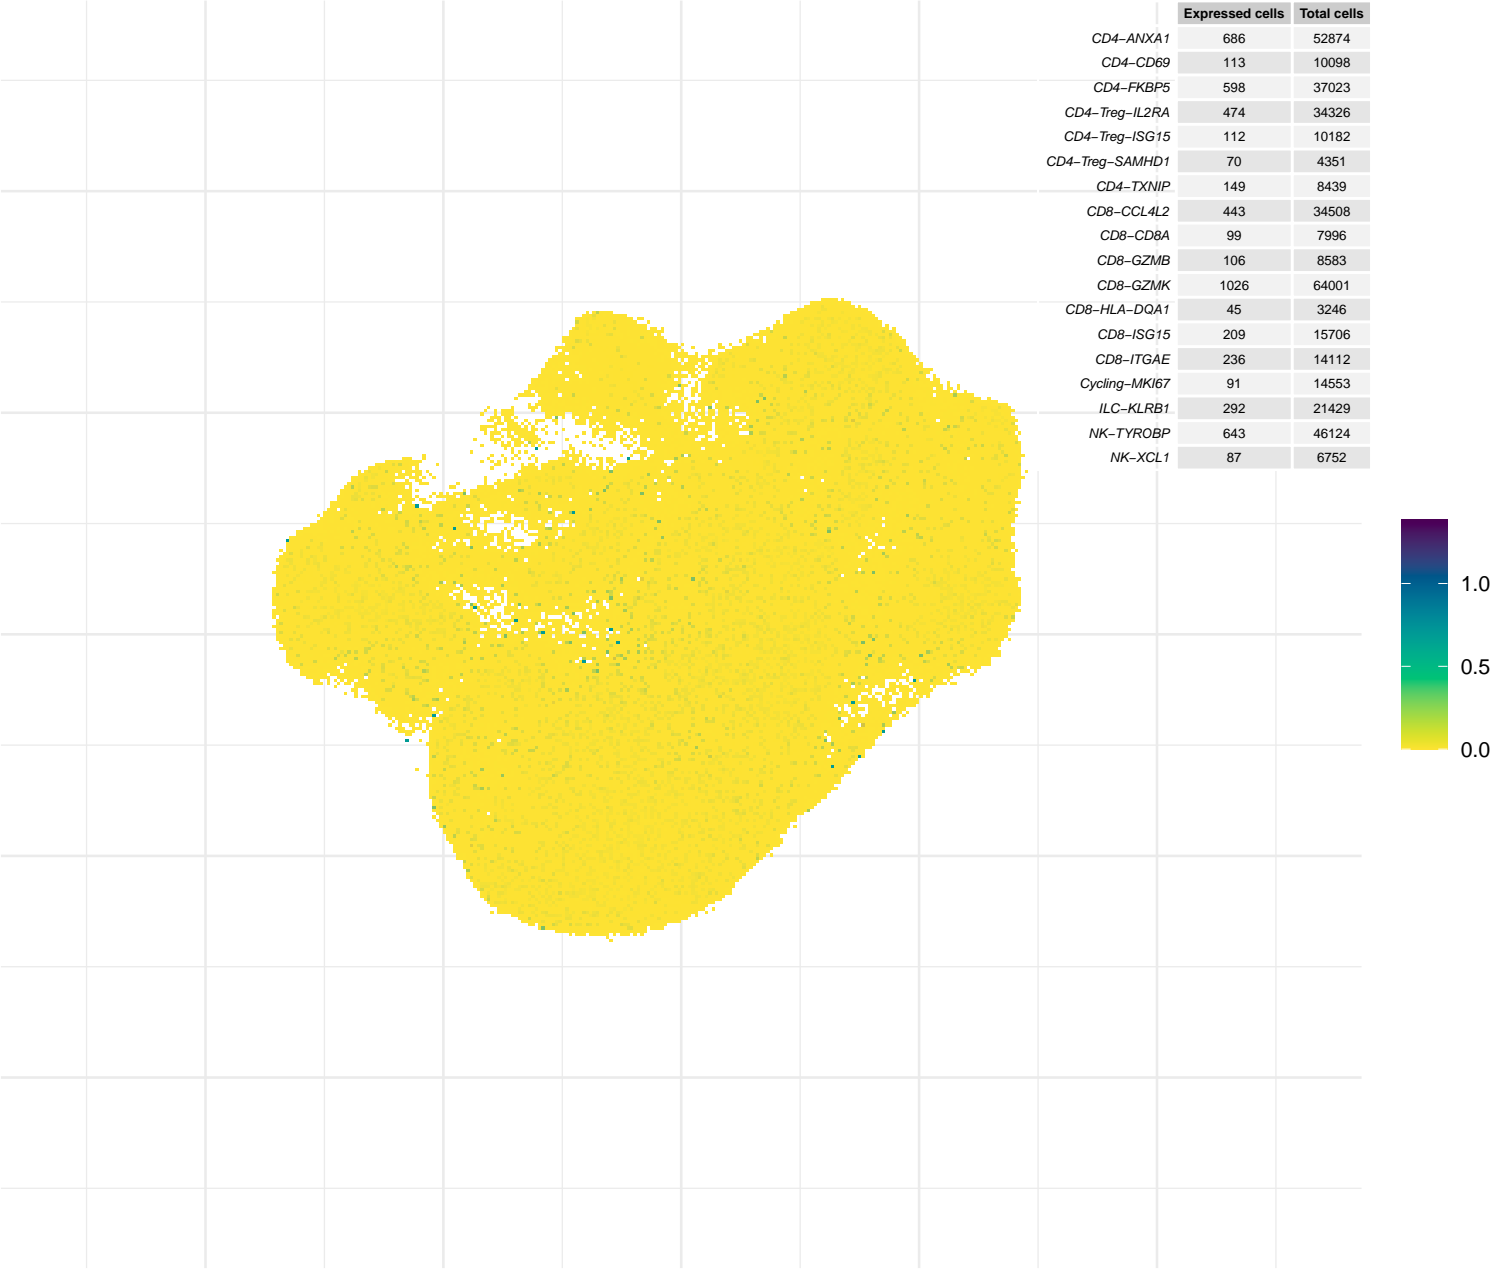 Expressed cells Total cells
CD4−ANXA1 686 52874
CD4−CD69 113 10098
CD4−FKBP5 598 37023
CD4−Treg−IL2RA 474 34326
CD4−Treg−ISG15 112 10182
CD4−Treg−SAMHD1 70 4351
CD4−TXNIP 149 8439
CD8−CCL4L2 443 34508
CD8−CD8A 99 7996
CD8−GZMB 106 8583
CD8−GZMK 1026 64001
CD8−HLA−DQA1 45 3246
CD8−ISG15 209 15706
CD8−ITGAE 236 14112
Cycling−MKI67 91 14553
ILC−KLRB1 292 21429
NK−TYROBP 643 46124
NK−XCL1 87 6752
1.0
0.5
0.0